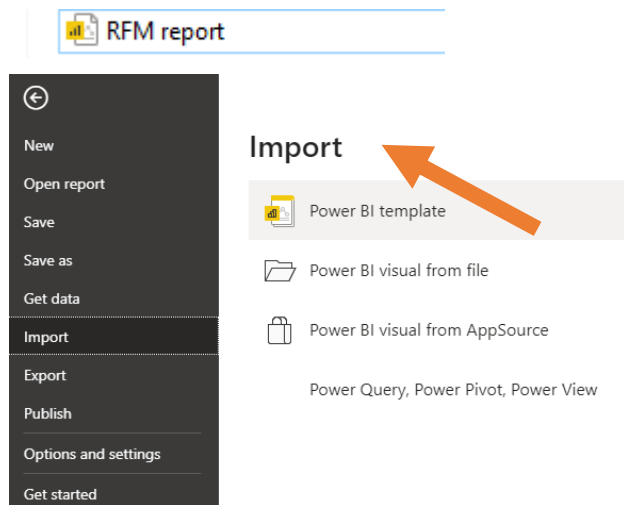 RFM report
New
Open report
Save
Save as
Get data
Import
Export
Publish
Options and settings
Get started
Import
Power BI template
Power BI visual from file
Power BI visual from AppSource
Power Query, Power Pivot, Power View